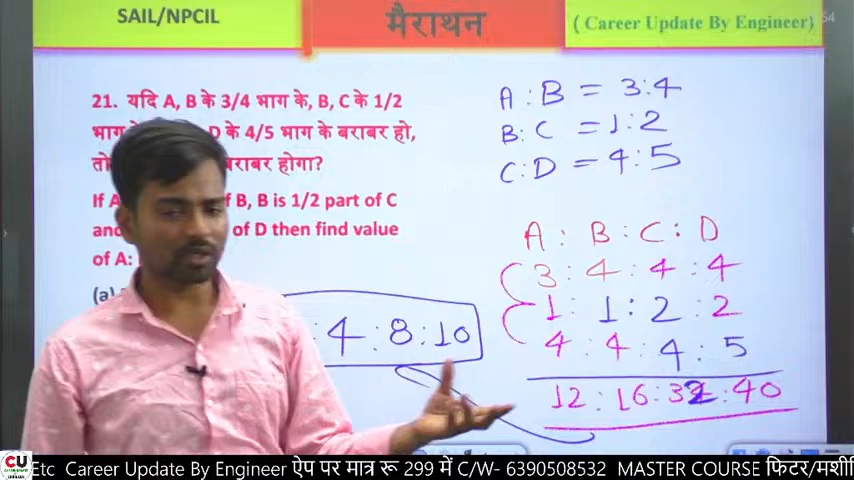 SAIL/NPCIL
मैराथन
( Career Update By Engineer)
54
21. यदि A, B के 3/4 भाग के, B, C के 1/2
भाग D के 4/5 भाग के बराबर हो,
तो बराबर होगा?
If A of B, B is 1/2 part of C
and of D then find value
of A:
(a)
A : B = 3:4
B : C = 1:2
C:D = 4:5
A : B : C : D
3 : 4 : 4 : 4
1 : 1 : 2 : 2
4 : 4 : 4 : 5
12 : 16 : 32 : 40
: 4 : 8 : 10
CU
Etc Career Update By Engineer ऐप पर मात्र रू 299 में C/W- 6390508532 MASTER COURSE फिटर/मशी